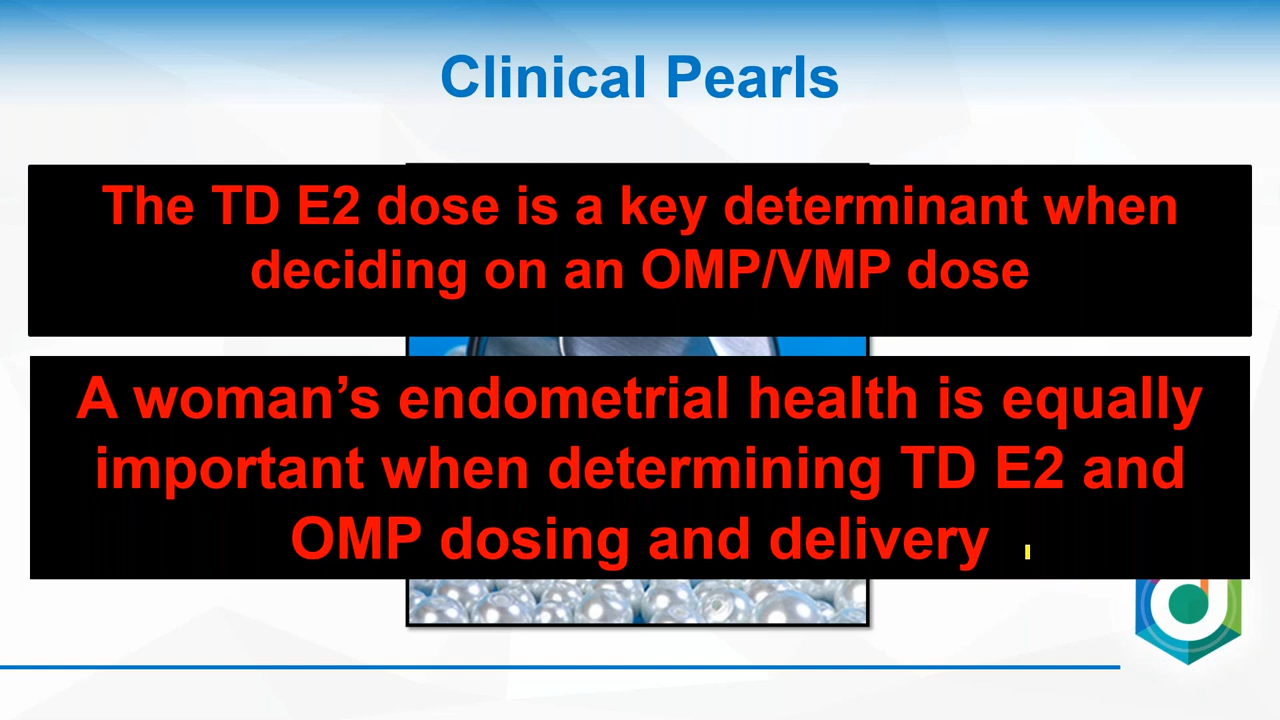 Clinical Pearls
The TD E2 dose is a key determinant when
deciding on an OMP/VMP dose
A woman’s endometrial health is equally
important when determining TD E2 and
OMP dosing and delivery